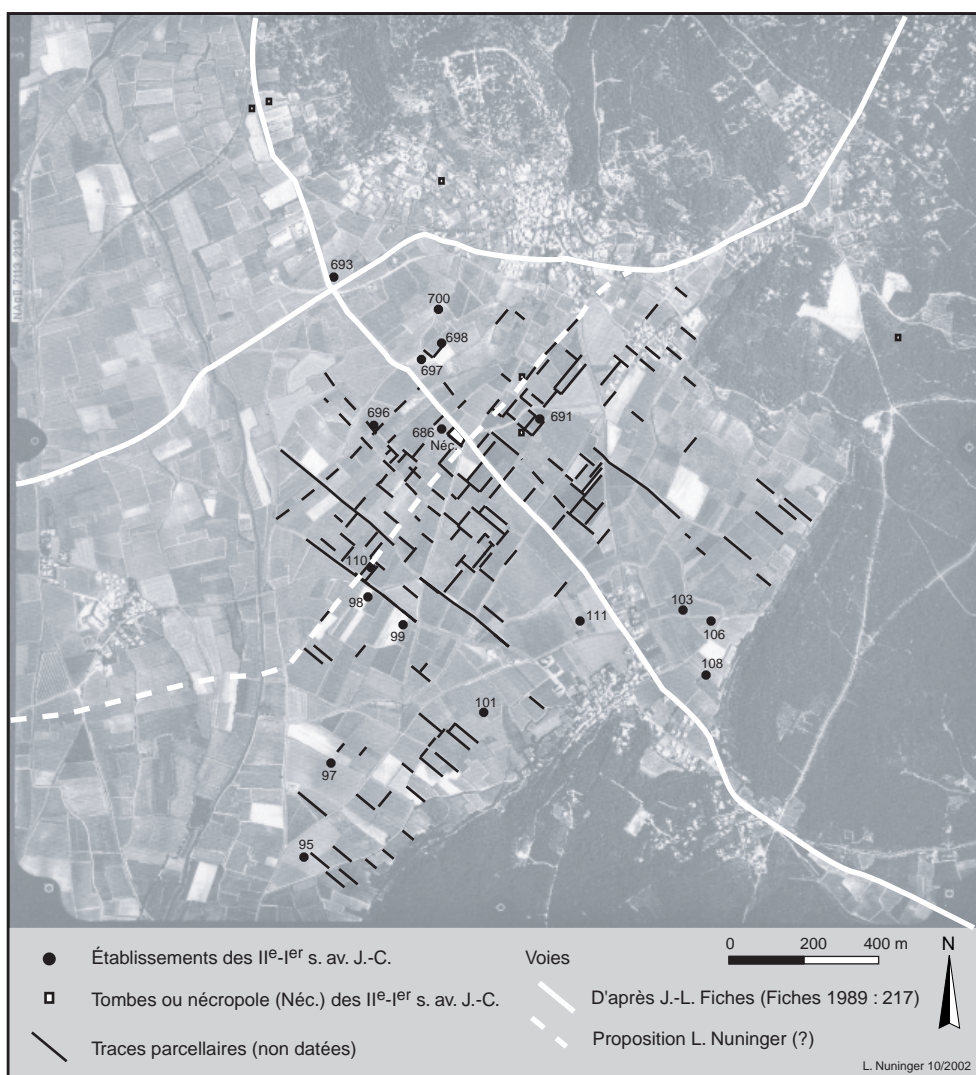 693
700
698
697
696
686
Néc.
691
110
98
99
111
103
106
108
101
97
95
Établissements des IIe-Ier s. av. J.-C.
Tombes ou nécropole (Néc.) des IIe-Ier s. av. J.-C.
Traces parcellaires (non datées)
Voies
D'après J.-L. Fiches (Fiches 1989 : 217)
Proposition L. Nuninger (?)
0 200 400 m
N
L. Nuninger 10/2002